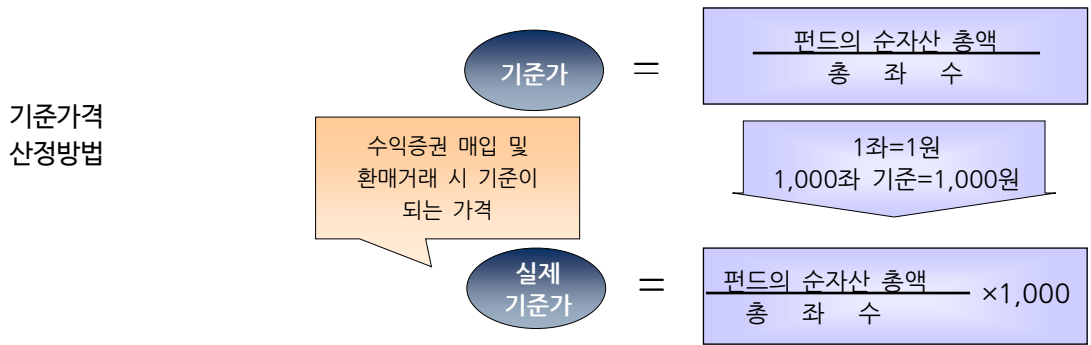 기준가격
산정방법
기준가
=
펀드의 순자산 총액
총 좌 수
수익증권 매입 및
환매거래 시 기준이
되는 가격
1좌=1원
1,000좌 기준=1,000원
실제
기준가
=
펀드의 순자산 총액
총 좌 수
×1,000